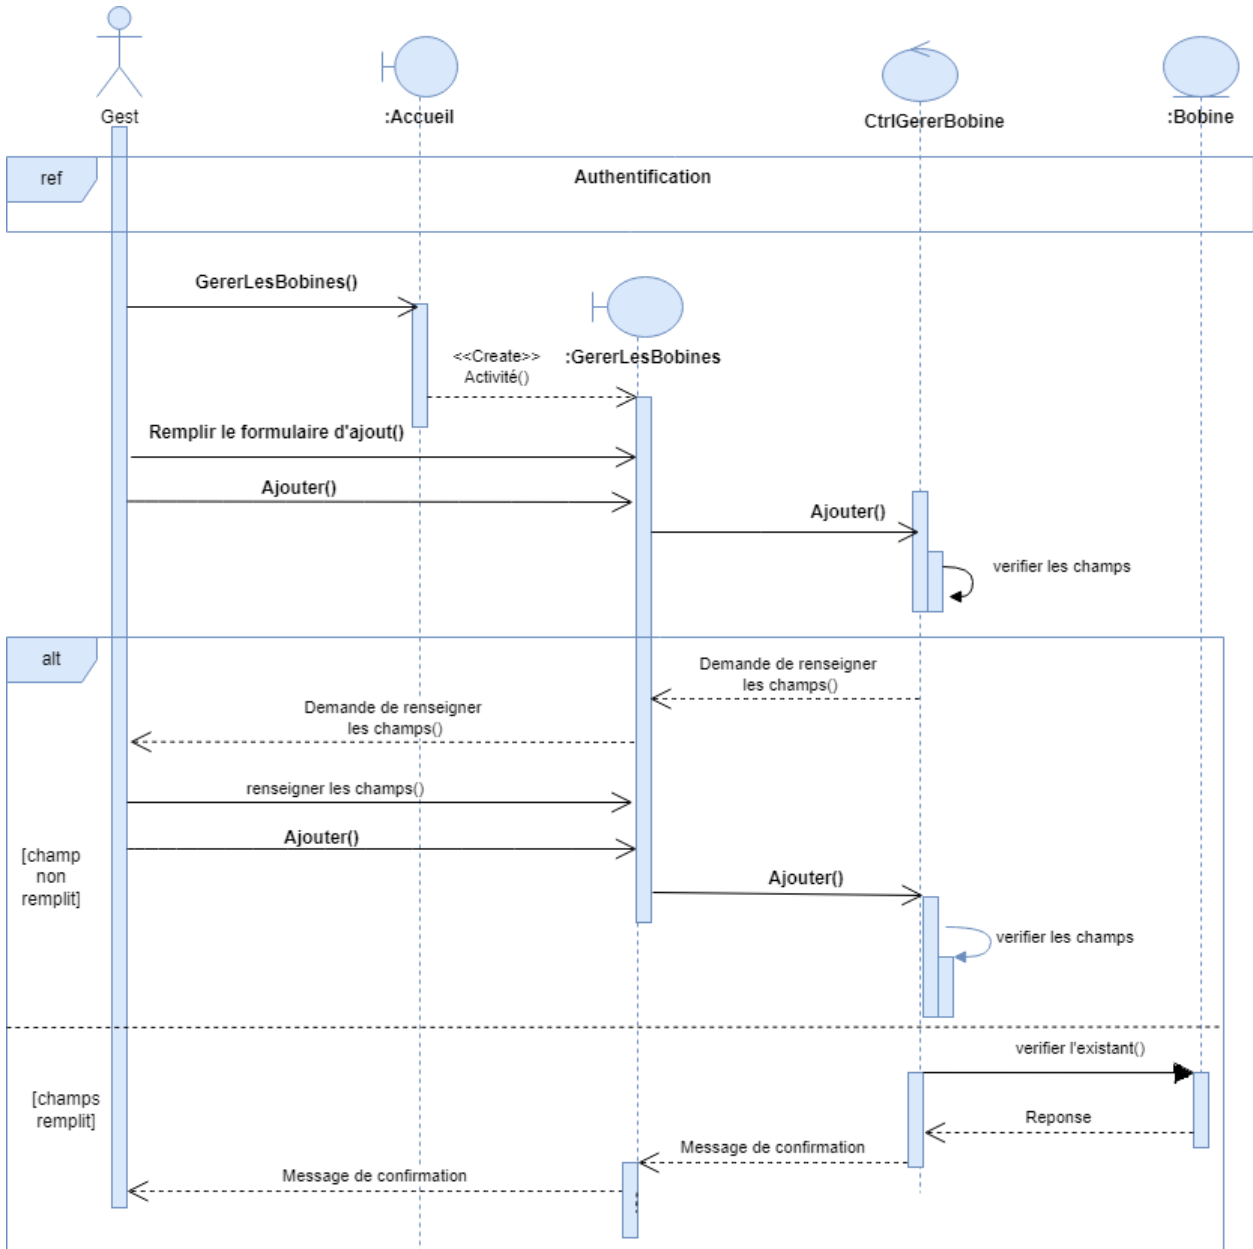 Gest
:Accueil
CtrlGererBobine
:Bobine
ref
Authentification
GererLesBobines()
:GererLesBobines
<<Create>>
Activité()
Remplir le formulaire d'ajout()
Ajouter()
Ajouter()
verifier les champs
alt
Demande de renseigner
les champs()
Demande de renseigner
les champs()
renseigner les champs()
Ajouter()
[champ
non
remplit]
Ajouter()
verifier les champs
verifier l'existant()
[champs
remplit]
Reponse
Message de confirmation
Message de confirmation